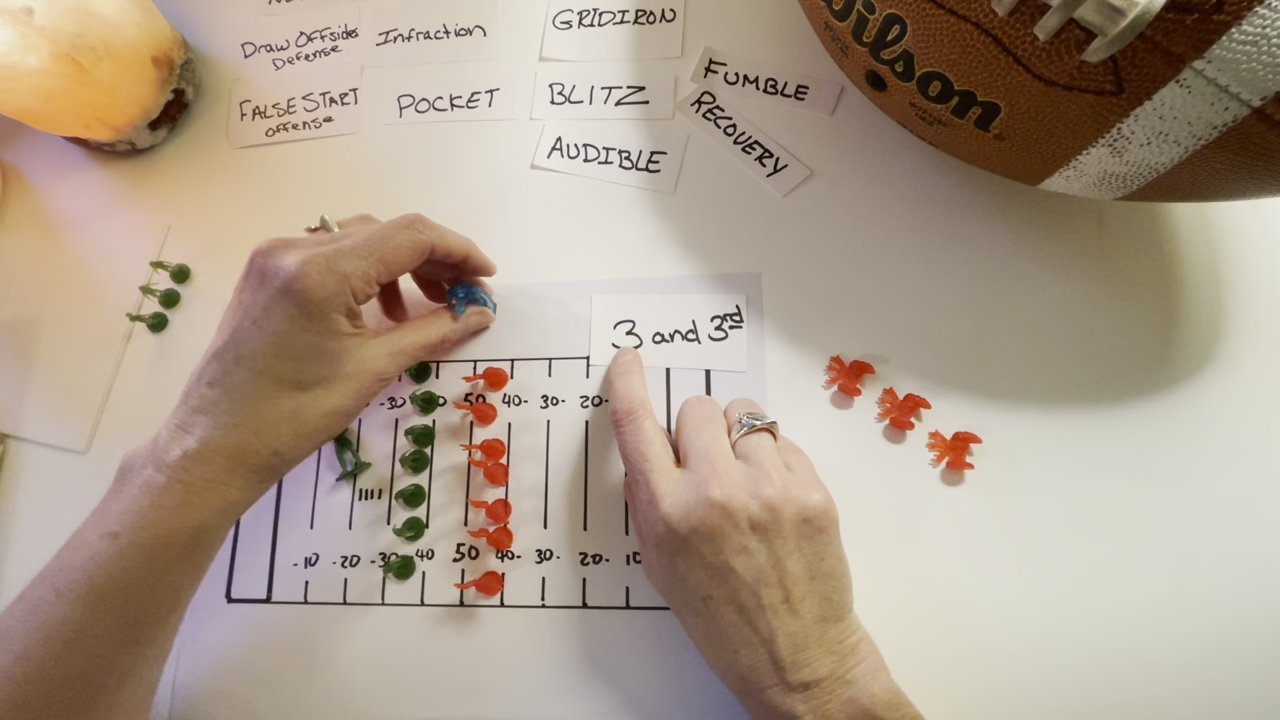 Draw Offsides
Defense
Infraction
GRIDIRON
FALSE START
offense
POCKET
BLITZ
FUMBLE
RECOVERY
AUDIBLE
Wilson
3 and 3rd
-30 50 40- 30- 20-
-10 -20 -30 40 50 40- 30- 20- 10